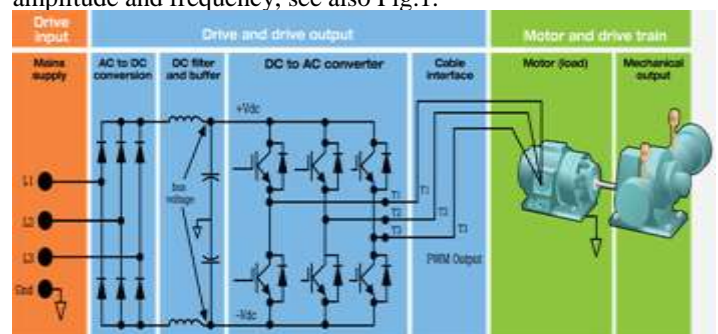 amplitude and frequency, see also Fig.1.
Drive input
Drive and drive output
Motor and drive train
Mains supply
AC to DC conversion
DC filter and buffer
DC to AC converter
Cable interface
Motor (load)
Mechanical output
+Vdc
L1
L2
L3
Gnd
bus voltage
T1
T2
T3
T1
T2
T3
PWM Output
-Vdc